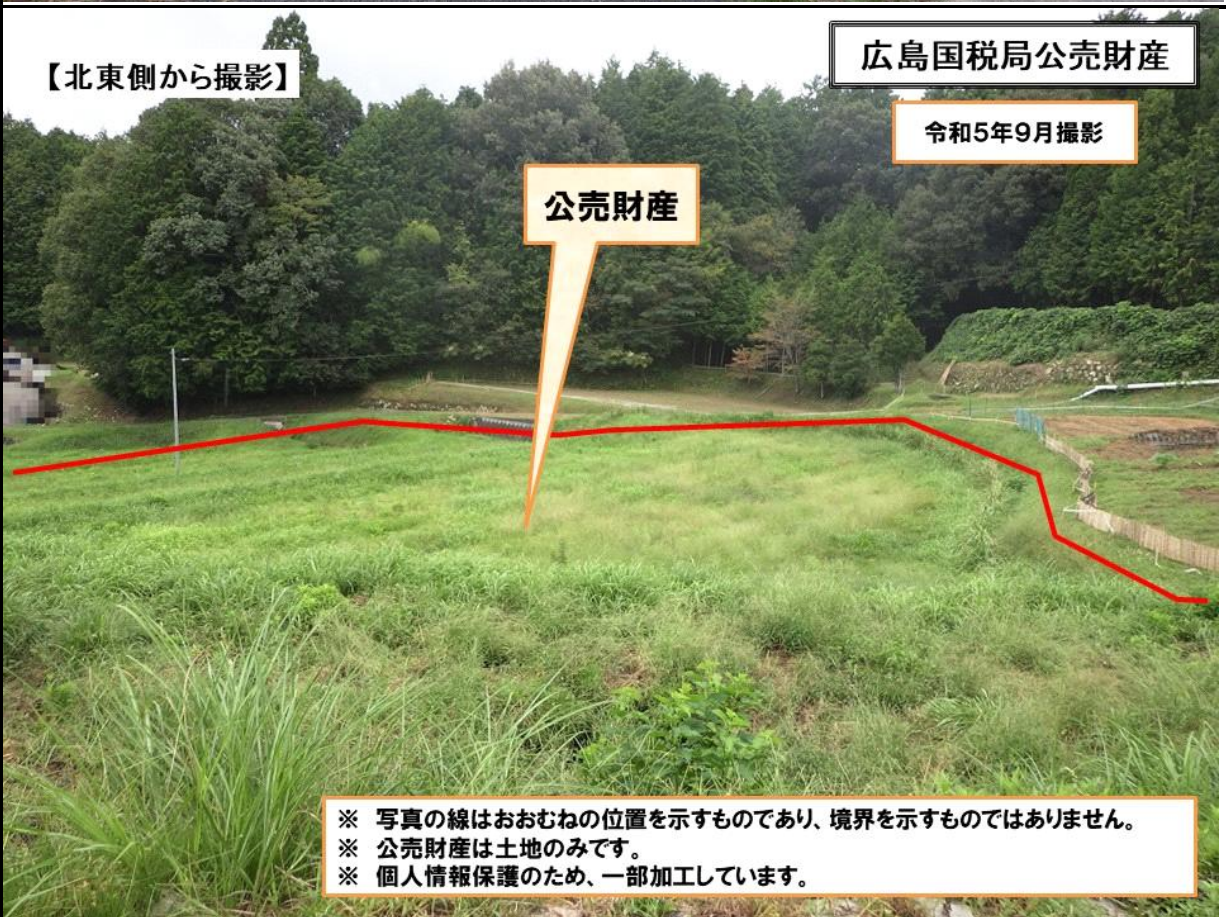 【北東側から撮影】
広島国税局公売財産
令和5年9月撮影
公売財産
※ 写真の線はおおむねの位置を示すものであり、境界を示すものではありません。
※ 公売財産は土地のみです。
※ 個人情報保護のため、一部加工しています。